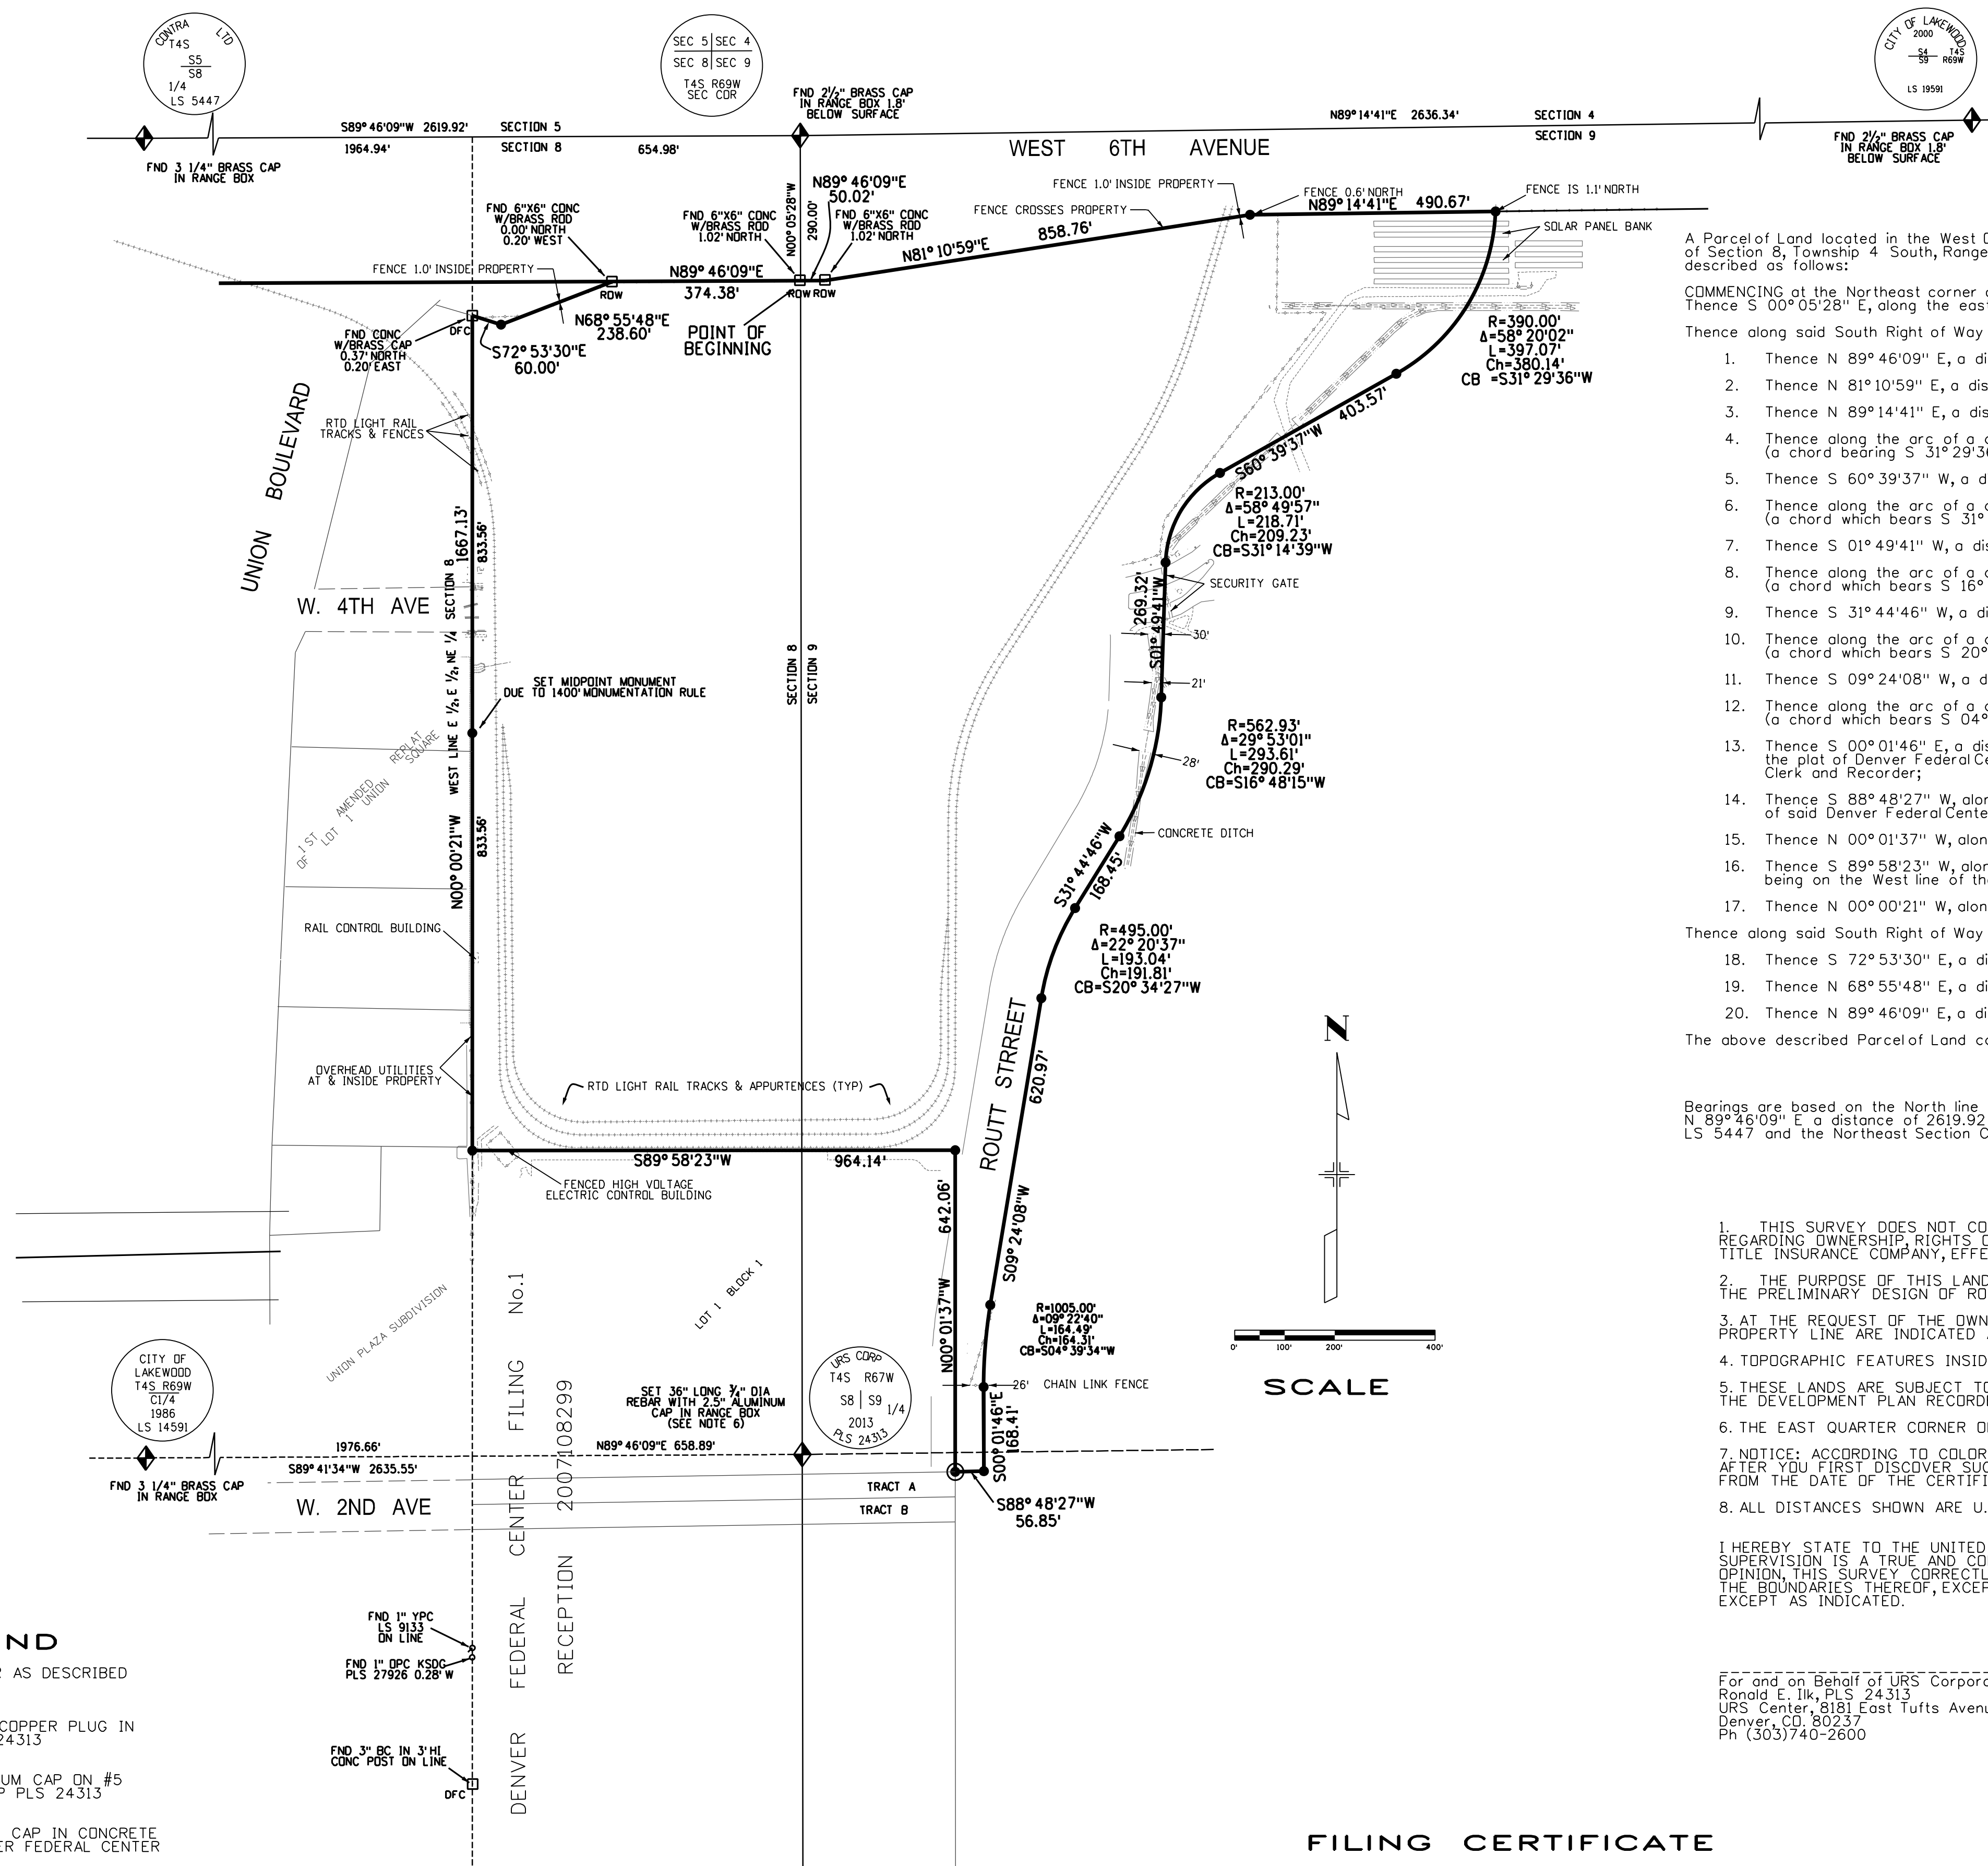 CONTRA LTD
T4S
S5
S8
1/4
LS 5447
SEC 5 SEC 4
SEC 8 SEC 9
T4S R69W
SEC COR
CITY OF LAKEWOOD
2000
S4 T4S
S9 R69W
LS 19591
FND 2½" BRASS CAP
IN RANGE BOX 1.8'
BELOW SURFACE
S89°46'09"W 2619.92'
SECTION 5
N89°14'41"E 2636.34'
SECTION 4
1964.94'
SECTION 8
654.98'
SECTION 9
FND 3 1/4" BRASS CAP
IN RANGE BOX
WEST 6TH AVENUE
FND 2½" BRASS CAP
IN RANGE BOX 1.8'
BELOW SURFACE
FND 6"X6" CONC
W/BRASS ROD
0.00' NORTH
0.20' WEST
FND 6"X6" CONC
W/BRASS ROD
1.02' NORTH
N00°05'28"W
290.00'
N89°46'09"E
50.02'
FND 6"X6" CONC
W/BRASS ROD
1.02' NORTH
FENCE 1.0' INSIDE PROPERTY
FENCE CROSSES PROPERTY
FENCE 0.6' NORTH
N89°14'41"E 490.67'
FENCE IS 1.1' NORTH
SOLAR PANEL BANK
N81°10'59"E 858.76'
FENCE 1.0' INSIDE PROPERTY
N89°46'09"E
374.38'
ROW
ROW
ROW
POINT OF
BEGINNING
N68°55'48"E
238.60'
S72°53'30"E
60.00'
DFC
FND CONC
W/BRASS CAP
0.37' NORTH
0.20' EAST
UNION BOULEVARD
RTD LIGHT RAIL
TRACKS & FENCES
R=390.00'
Δ=58°20'02"
L=397.07'
Ch=380.14'
CB =S31°29'36"W
S60°39'37"W 403.57'
R=213.00'
Δ=58°49'57"
L=218.71'
Ch=209.23'
CB=S31°14'39"W
SECURITY GATE
269.32'
S01°49'41"W
30'
21'
28'
W. 4TH AVE
1667.13'
833.56'
WEST LINE E ½, E ½, NE ¼ SECTION 8
N00°00'21"W
833.56'
SECTION 8
SECTION 9
SET MIDPOINT MONUMENT
DUE TO 1400' MONUMENTATION RULE
1 ST AMENDED REPLAT
OF LOT 1 UNION SQUARE
R=562.93'
Δ=29°53'01"
L=293.61'
Ch=290.29'
CB=S16°48'15"W
CONCRETE DITCH
S31°44'46"W
168.45'
RAIL CONTROL BUILDING
R=495.00'
Δ=22°20'37"
L=193.04'
Ch=191.81'
CB=S20°34'27"W
OVERHEAD UTILITIES
AT & INSIDE PROPERTY
RTD LIGHT RAIL TRACKS & APPURTENCES (TYP)
ROUTT STRREET
620.97'
S09°24'08"W
N
S89°58'23"W 964.14'
FENCED HIGH VOLTAGE
ELECTRIC CONTROL BUILDING
642.06'
N00°01'37"W
LOT 1 BLOCK 1
UNION PLAZA SUBDIVISION
R=1005.00'
Δ=09°22'40"
L=164.49'
Ch=164.31'
CB=S04°39'34"W
0' 100' 200' 400'
SCALE
26' CHAIN LINK FENCE
CITY OF
LAKEWOOD
T4S R69W
C1/4
1986
LS 14591
SET 36" LONG ¾" DIA
REBAR WITH 2.5" ALUMINUM
CAP IN RANGE BOX
(SEE NOTE 6)
URS CORP
T4S R67W
S8 S9 1/4
2013
PLS 24313
1976.66'
N89°46'09"E 658.89'
S89°41'34"W 2635.55'
FND 3 1/4" BRASS CAP
IN RANGE BOX
S00°01'46"E
168.41'
S88°48'27"W
56.85'
TRACT A
TRACT B
W. 2ND AVE
DENVER FEDERAL CENTER FILING No.1
RECEPTION 2007108299
FND 1" YPC
LS 9133
ON LINE
FND 1" OPC KSDG
PLS 27926 0.28' W
FND 3" BC IN 3' HI
CONC POST ON LINE
DFC
ND
R AS DESCRIBED
COPPER PLUG IN
24313
UM CAP ON #5
P PLS 24313
CAP IN CONCRETE
ER FEDERAL CENTER
A Parcel of Land located in the West
of Section 8, Township 4 South, Range
described as follows:
COMMENCING at the Northeast corner
Thence S 00°05'28" E, along the eas
Thence along said South Right of Way
1. Thence N 89°46'09" E, a di
2. Thence N 81°10'59" E, a dis
3. Thence N 89°14'41" E, a dis
4. Thence along the arc of a c
(a chord bearing S 31°29'36
5. Thence S 60°39'37" W, a d
6. Thence along the arc of a c
(a chord which bears S 31°
7. Thence S 01°49'41" W, a dis
8. Thence along the arc of a c
(a chord which bears S 16°
9. Thence S 31°44'46" W, a di
10. Thence along the arc of a c
(a chord which bears S 20°
11. Thence S 09°24'08" W, a d
12. Thence along the arc of a c
(a chord which bears S 04°
13. Thence S 00°01'46" E, a dis
the plat of Denver Federal Ce
Clerk and Recorder;
14. Thence S 88°48'27" W, alon
of said Denver Federal Cente
15. Thence N 00°01'37" W, alon
16. Thence S 89°58'23" W, alon
being on the West line of th
17. Thence N 00°00'21" W, alon
Thence along said South Right of Way
18. Thence S 72°53'30" E, a di
19. Thence N 68°55'48" E, a dis
20. Thence N 89°46'09" E, a di
The above described Parcel of Land co
Bearings are based on the North line
N 89°46'09" E a distance of 2619.92
LS 5447 and the Northeast Section C
1. THIS SURVEY DOES NOT CO
REGARDING OWNERSHIP, RIGHTS O
TITLE INSURANCE COMPANY, EFFE
2. THE PURPOSE OF THIS LAND
THE PRELIMINARY DESIGN OF RO
3. AT THE REQUEST OF THE OWN
PROPERTY LINE ARE INDICATED A
4. TOPOGRAPHIC FEATURES INSID
5. THESE LANDS ARE SUBJECT TO
THE DEVELOPMENT PLAN RECORD
6. THE EAST QUARTER CORNER O
7. NOTICE: ACCORDING TO COLOR
AFTER YOU FIRST DISCOVER SUC
FROM THE DATE OF THE CERTIFI
8. ALL DISTANCES SHOWN ARE U.
I HEREBY STATE TO THE UNITED
SUPERVISION IS A TRUE AND CO
OPINION, THIS SURVEY CORRECTL
THE BOUNDARIES THEREOF, EXCEP
EXCEPT AS INDICATED.
For and on Behalf of URS Corpora
Ronald E. Ilk, PLS 24313
URS Center, 8181 East Tufts Avenu
Denver, CO. 80237
Ph (303)740-2600
FILING CERTIFICATE